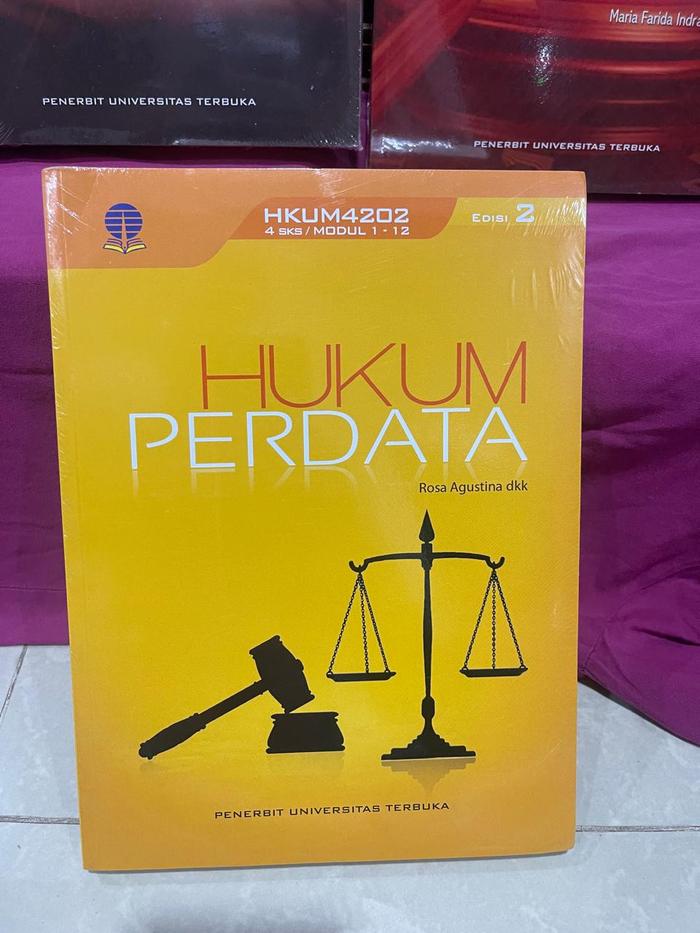 Maria Farida Indra
PENERBIT UNIVERSITAS TERBUKA
PENERBIT UNIVERSITAS TERBUKA
HKUM4202
4 SKS / MODUL 1 - 12
EDISI 2
HUKUM
PERDATA
Rosa Agustina dkk
PENERBIT UNIVERSITAS TERBUKA